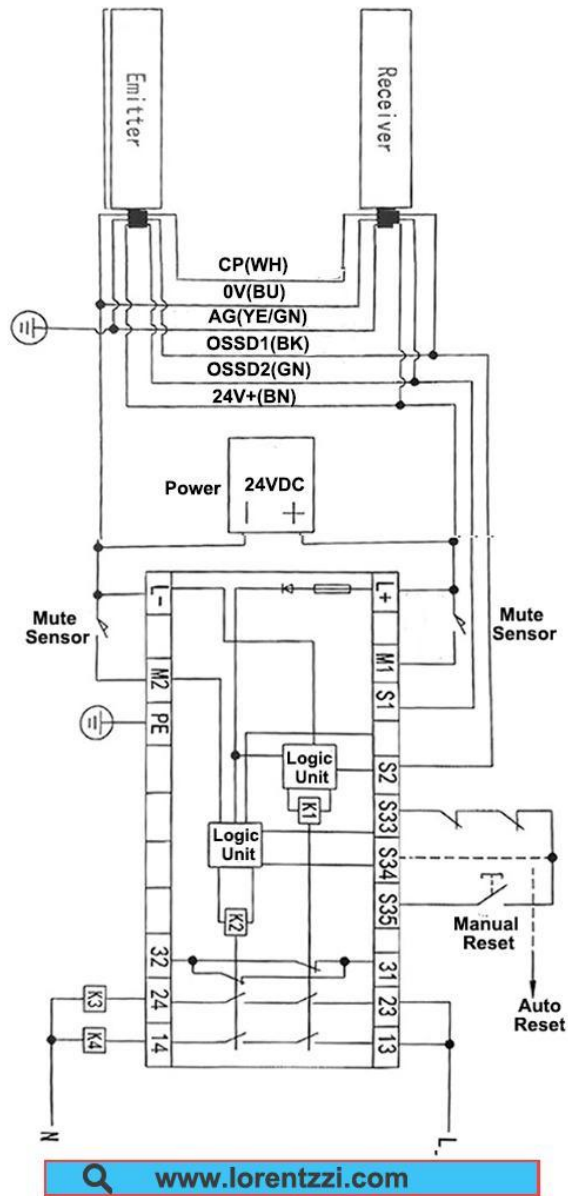 Emitter
Receiver
CP(WH)
0V(BU)
AG(YE/GN)
OSSD1(BK)
OSSD2(GN)
24V+(BN)
Power
24VDC
− +
L-
L+
Mute
Sensor
Mute
Sensor
M2
M1
S1
PE
Logic
Unit
S2
K1
S33
Logic
Unit
S34
S35
Manual
Reset
K2
32
31
K3
24
23
Auto
Reset
K4
14
13
N
L
www.lorentzzi.com